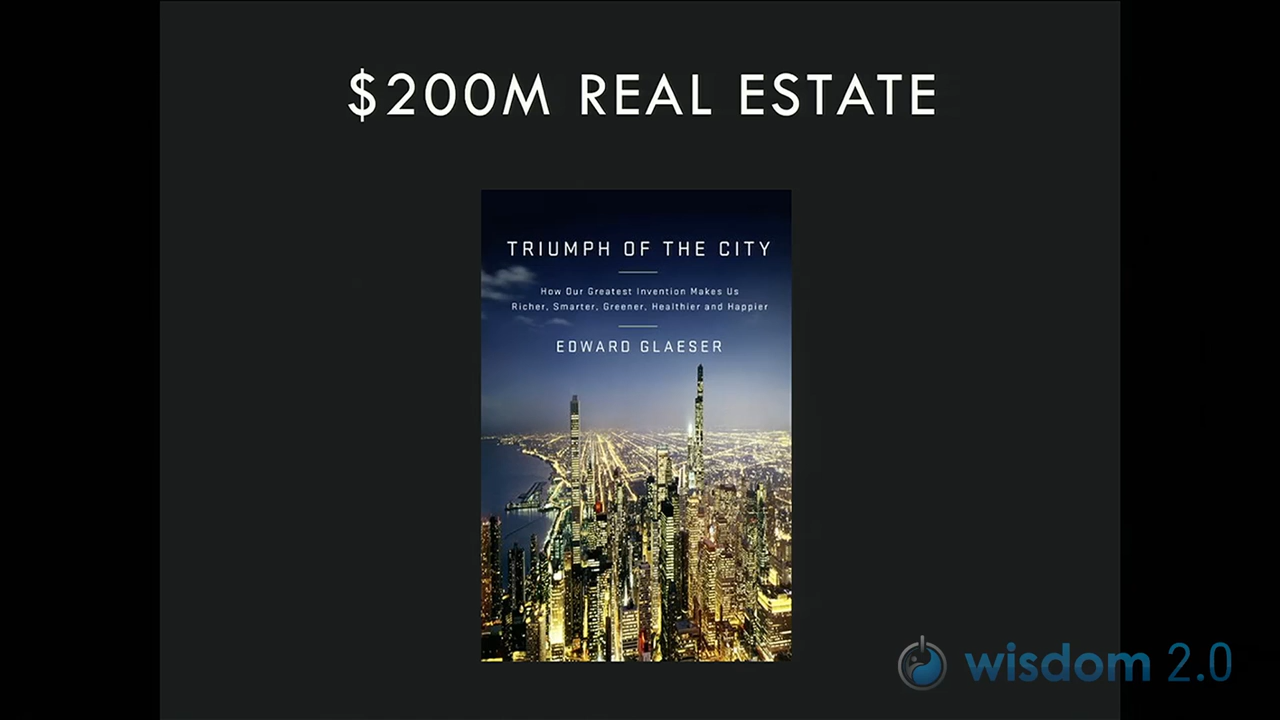 $200M REAL ESTATE
TRIUMPH OF THE CITY
How Our Greatest Invention Makes Us
Richer, Smarter, Greener, Healthier and Happier
EDWARD GLAESER
wisdom 2.0